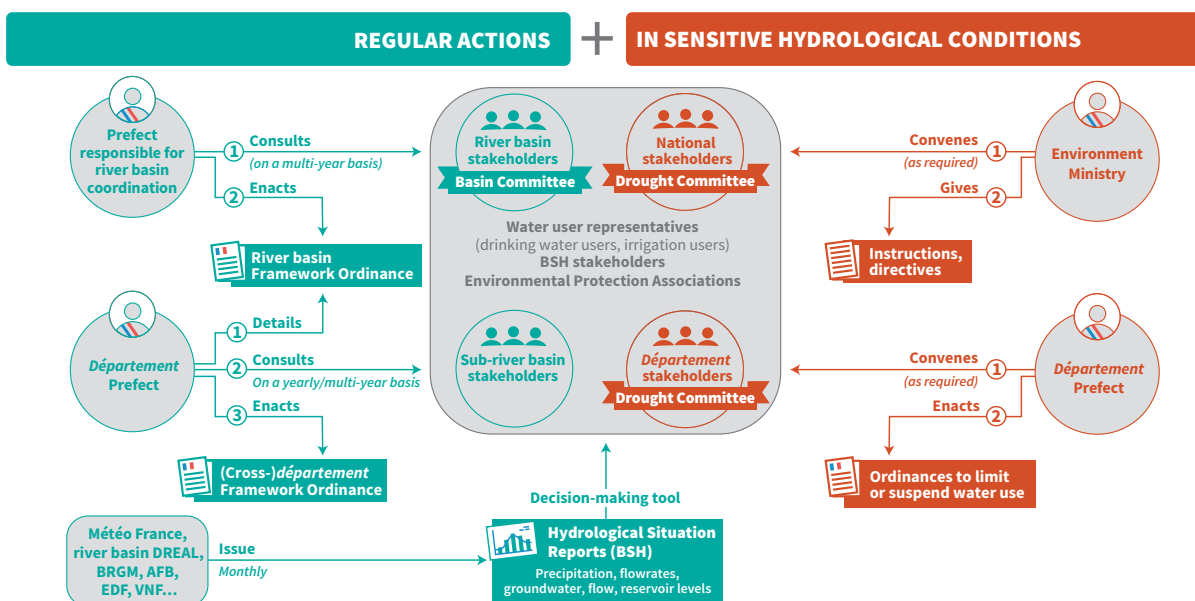 REGULAR ACTIONS
+
IN SENSITIVE HYDROLOGICAL CONDITIONS
Prefect
responsible for
river basin
coordination
1
Consults
(on a multi-year basis)
2
Enacts
River basin
Framework Ordinance
Département
Prefect
1
Details
2
Consults
On a yearly/multi-year basis
3
Enacts
(Cross-)département
Framework Ordinance
Météo France,
river basin DREAL,
BRGM, AFB,
EDF, VNF...
Issue
Monthly
River basin
stakeholders
Basin Committee
National
stakeholders
Drought Committee
Water user representatives
(drinking water users, irrigation users)
BSH stakeholders
Environmental Protection Associations
Sub-river basin
stakeholders
Département
stakeholders
Drought Committee
Decision-making tool
Hydrological Situation
Reports (BSH)
Precipitation, flowrates,
groundwater, flow, reservoir levels
Environment
Ministry
Convenes
1
(as required)
Gives
2
Instructions,
directives
Département
Prefect
Convenes
1
(as required)
Enacts
2
Ordinances to limit
or suspend water use